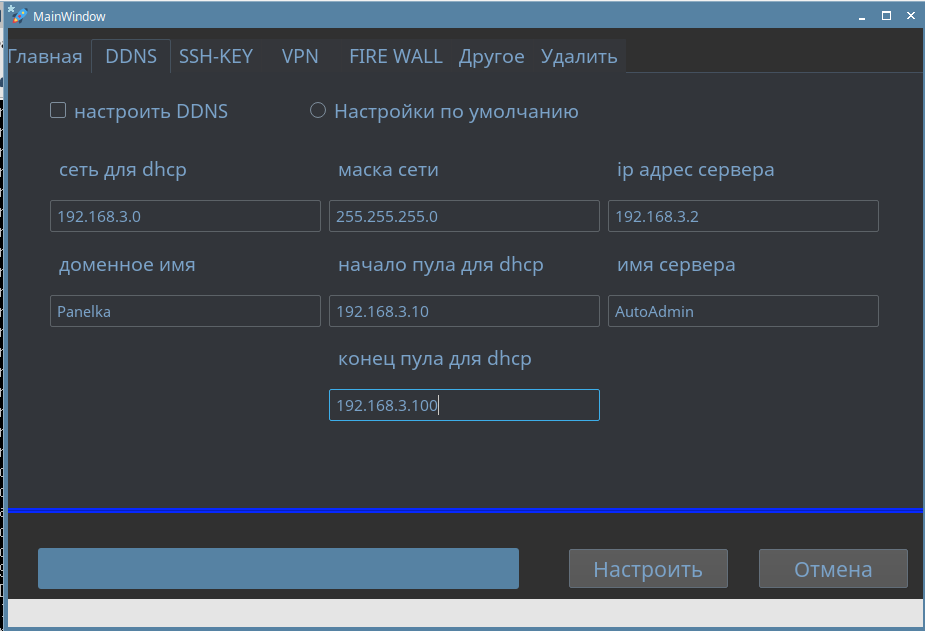 MainWindow
Главная DDNS SSH-KEY VPN FIRE WALL Другое Удалить
настроить DDNS Настройки по умолчанию
сеть для dhcp маска сети ip адрес сервера
192.168.3.0 255.255.255.0 192.168.3.2
доменное имя начало пула для dhcp имя сервера
Panelka 192.168.3.10 AutoAdmin
конец пула для dhcp
192.168.3.100
Настроить Отмена